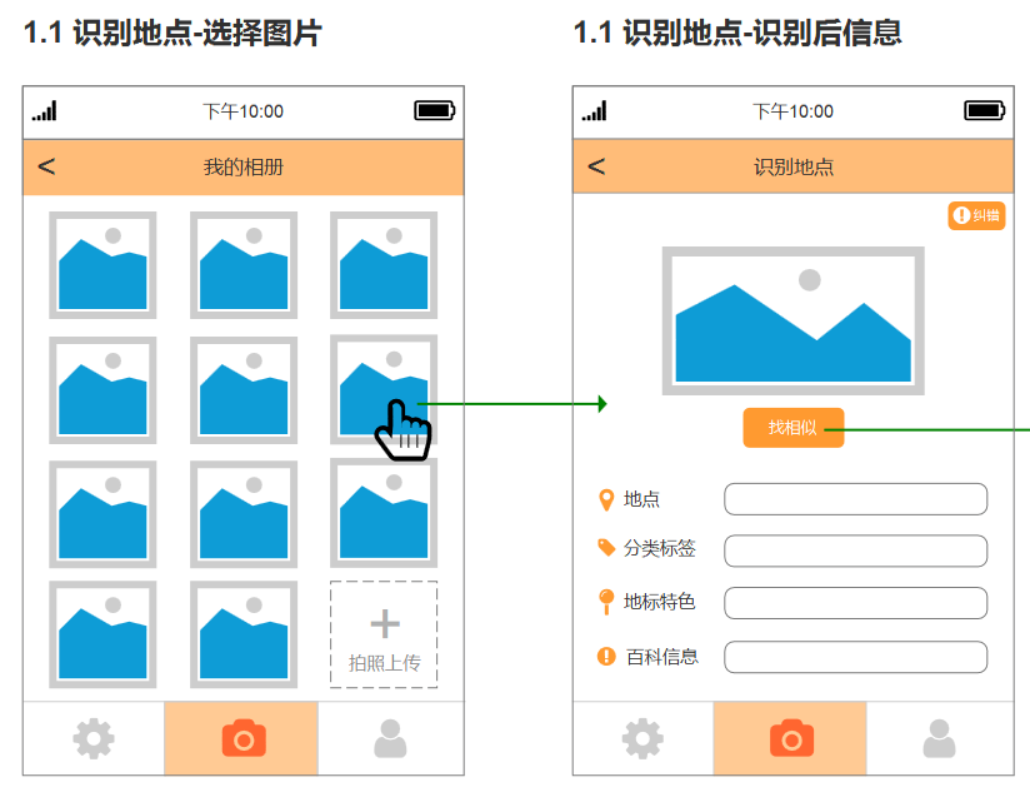 1.1 识别地点-选择图片
下午10:00
<
我的相册
拍照上传
1.1 识别地点-识别后信息
下午10:00
<
识别地点
纠错
找相似
地点
分类标签
地标特色
百科信息